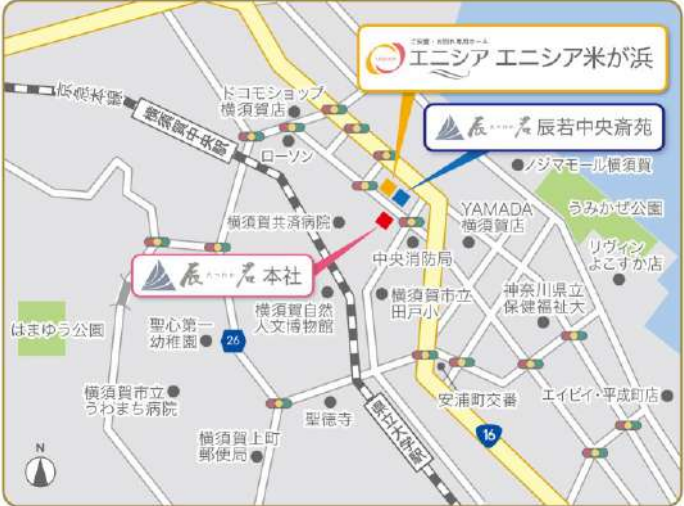 ご安置・お別れ専用ホール
エニシア エニシア米が浜
辰若 辰若中央斎苑
京急本線
横須賀中央駅
ドコモショップ
横須賀店
ローソン
ノジマモール横須賀
うみかぜ公園
横須賀共済病院
YAMADA
横須賀店
リヴィン
よこすか店
中央消防局
辰若 本社
横須賀市立
田戸小
神奈川県立
保健福祉大
横須賀自然
人文博物館
はまゆう公園
聖心第一
幼稚園
26
横須賀市立
うわまち病院
聖徳寺
安浦町交番
エイビイ・平成町店
横須賀上町
郵便局
県立大学駅
16
N